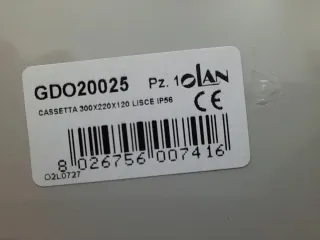 GDO20025 Pz. 1 OLAN
CASSETTA 300X220X120 LISCE IP56
CE
8 026756 007416
O2L0727